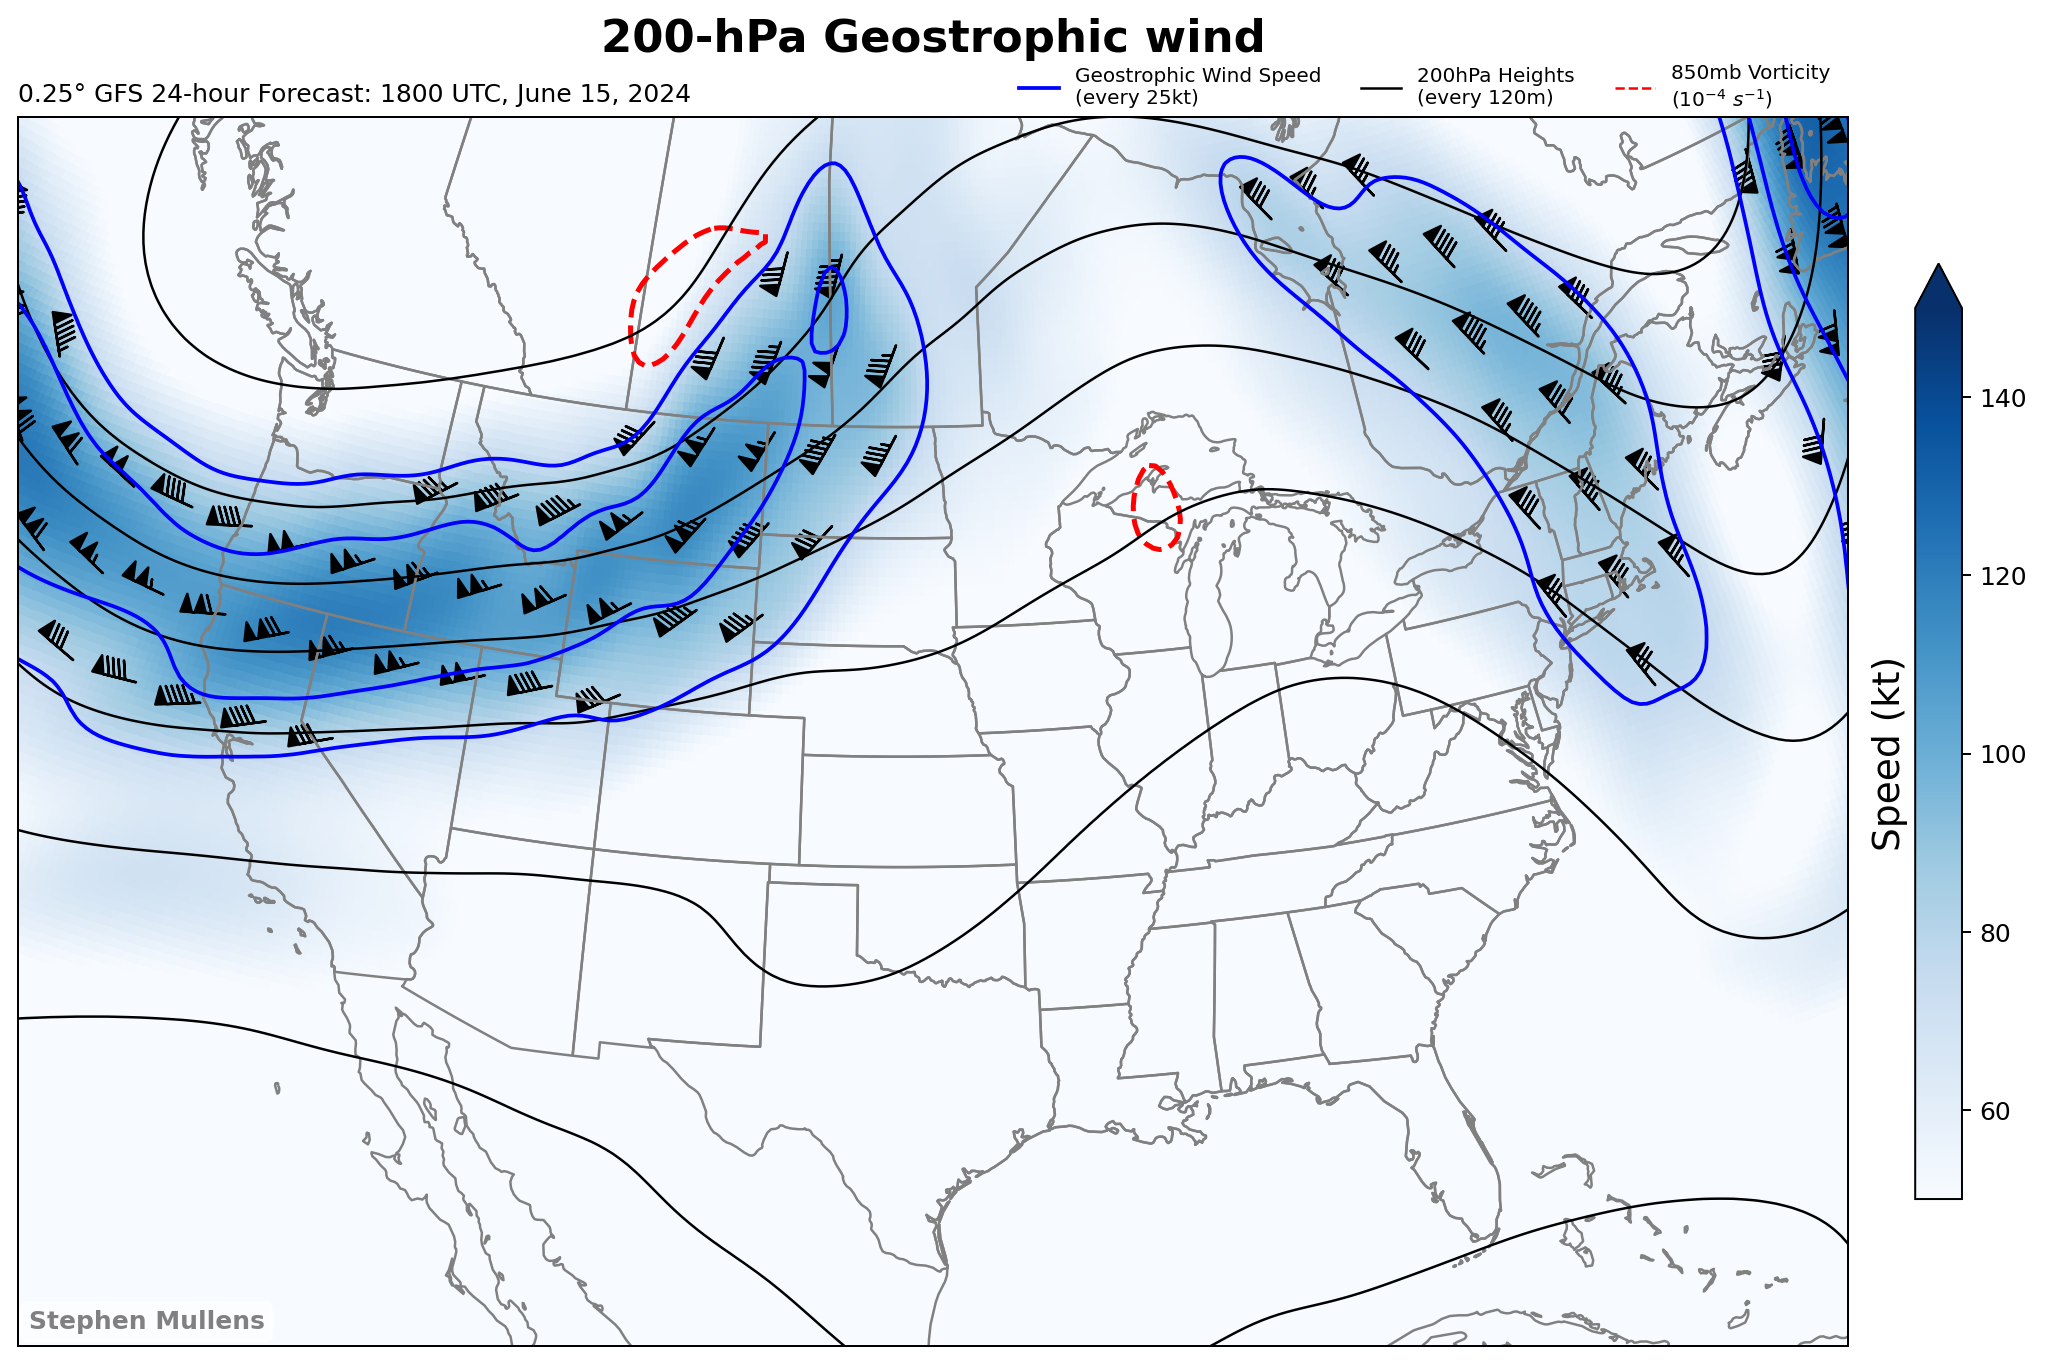 200-hPa Geostrophic wind
0.25° GFS 24-hour Forecast: 1800 UTC, June 15, 2024
Geostrophic Wind Speed
(every 25kt)
200hPa Heights
(every 120m)
850mb Vorticity
(10⁻⁴ s⁻¹)
140
120
100
80
60
Speed (kt)
Stephen Mullens